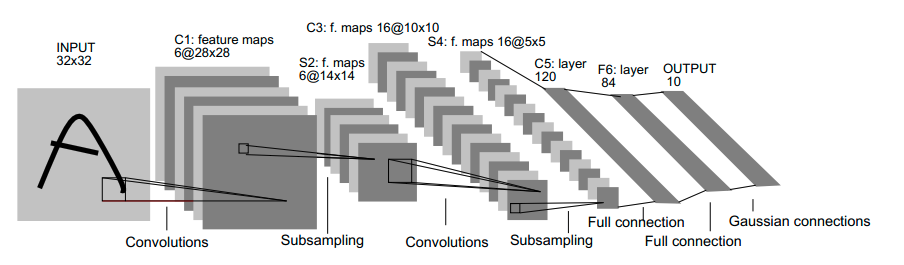 INPUT
32x32
C1: feature maps
6@28x28
S2: f. maps
6@14x14
C3: f. maps 16@10x10
S4: f. maps 16@5x5
C5: layer
120
F6: layer
84
OUTPUT
10
Convolutions
Subsampling
Convolutions
Subsampling
Full connection
Full connection
Gaussian connections
A